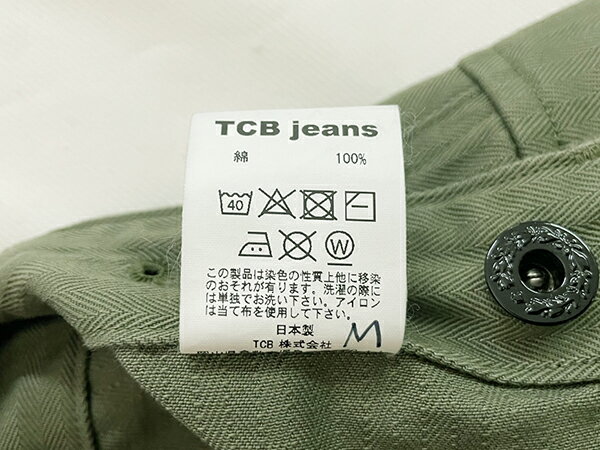 TCB jeans
綿 100%
40
W
この製品は染色の性質上他に移染
のおそれが有ります。洗濯の際に
は単独でお洗い下さい。アイロン
は当て布を使用して下さい。
日本製 M
TCB 株式会社